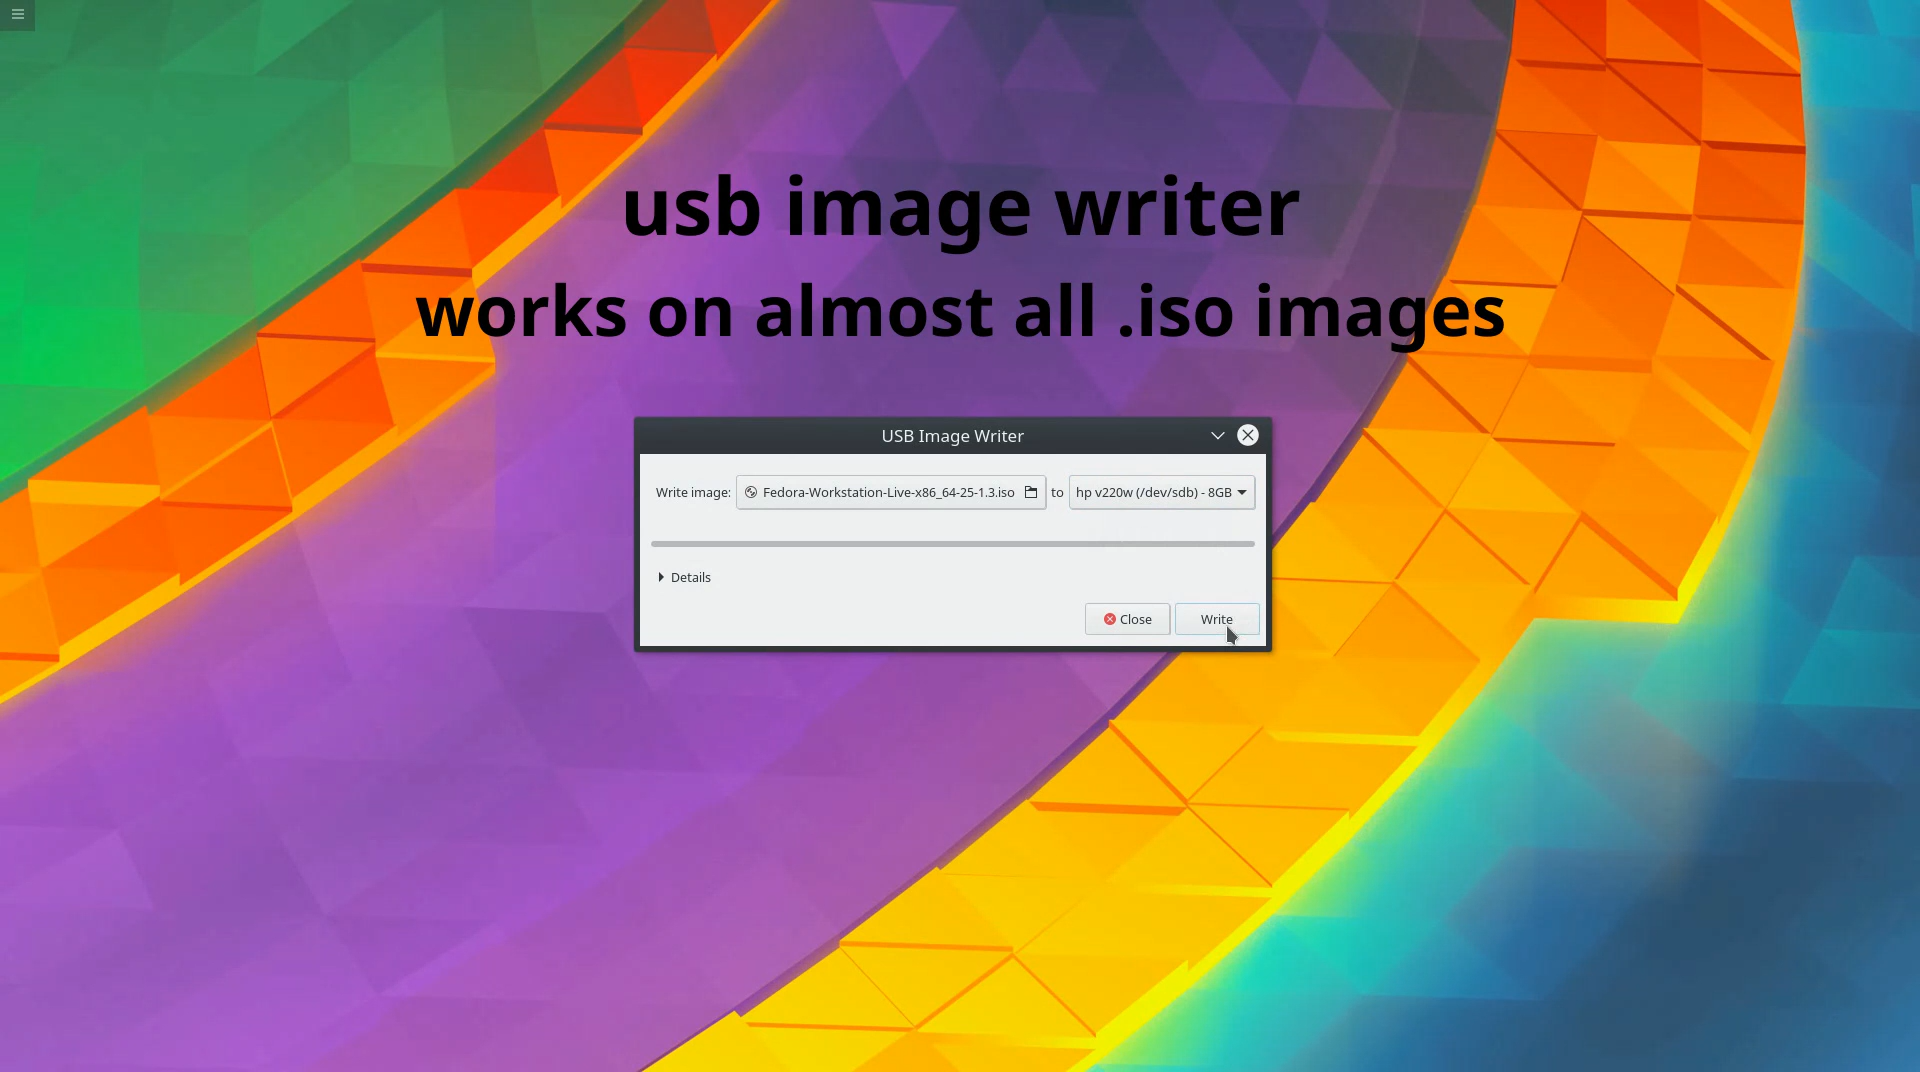 usb image writer
works on almost all .iso images
USB Image Writer
Write image: Fedora-Workstation-Live-x86_64-25-1.3.iso to hp v220w (/dev/sdb) - 8GB
Details
Close Write